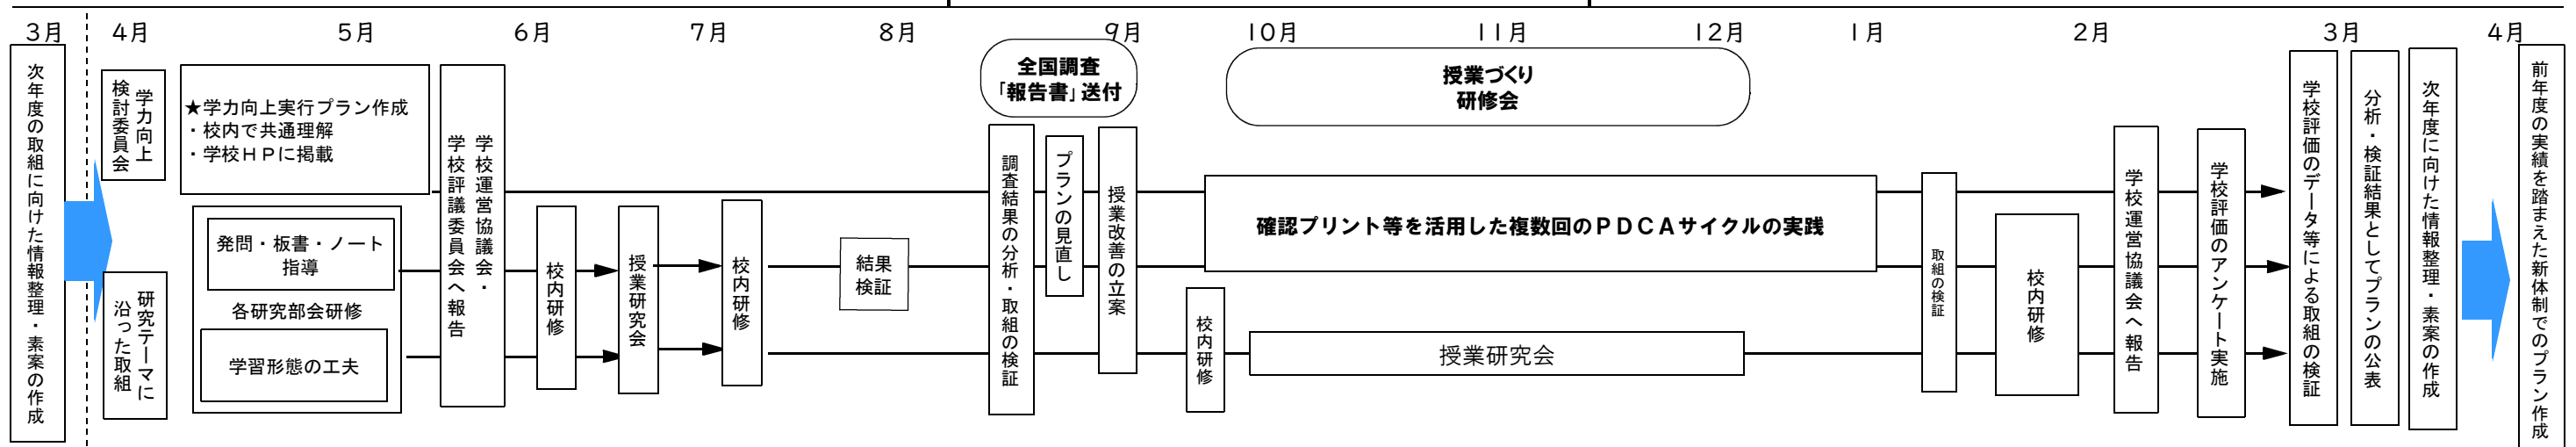 3月
4月
5月
6月
7月
8月
9月
10月
11月
12月
1月
2月
3月
4月
次年度の取組に向けた情報整理・素案の作成
学力向上
検討委員会
研究テーマに
沿った取組
★学力向上実行プラン作成
・校内で共通理解
・学校ＨＰに掲載
発問・板書・ノート
指導
各研究部会研修
学習形態の工夫
学校運営協議会・
学校評議委員会へ報告
校内研修
授業研究会
校内研修
結果
検証
全国調査
「報告書」送付
調査結果の分析・取組の検証
プランの見直し
授業改善の立案
校内研修
授業づくり
研修会
確認プリント等を活用した複数回のＰＤＣＡサイクルの実践
授業研究会
取組の検証
校内研修
学校運営協議会へ報告
学校評価のアンケート実施
学校評価のデータ等による取組の検証
分析・検証結果としてプランの公表
次年度に向けた情報整理・素案の作成
前年度の実績を踏まえた新体制でのプラン作成